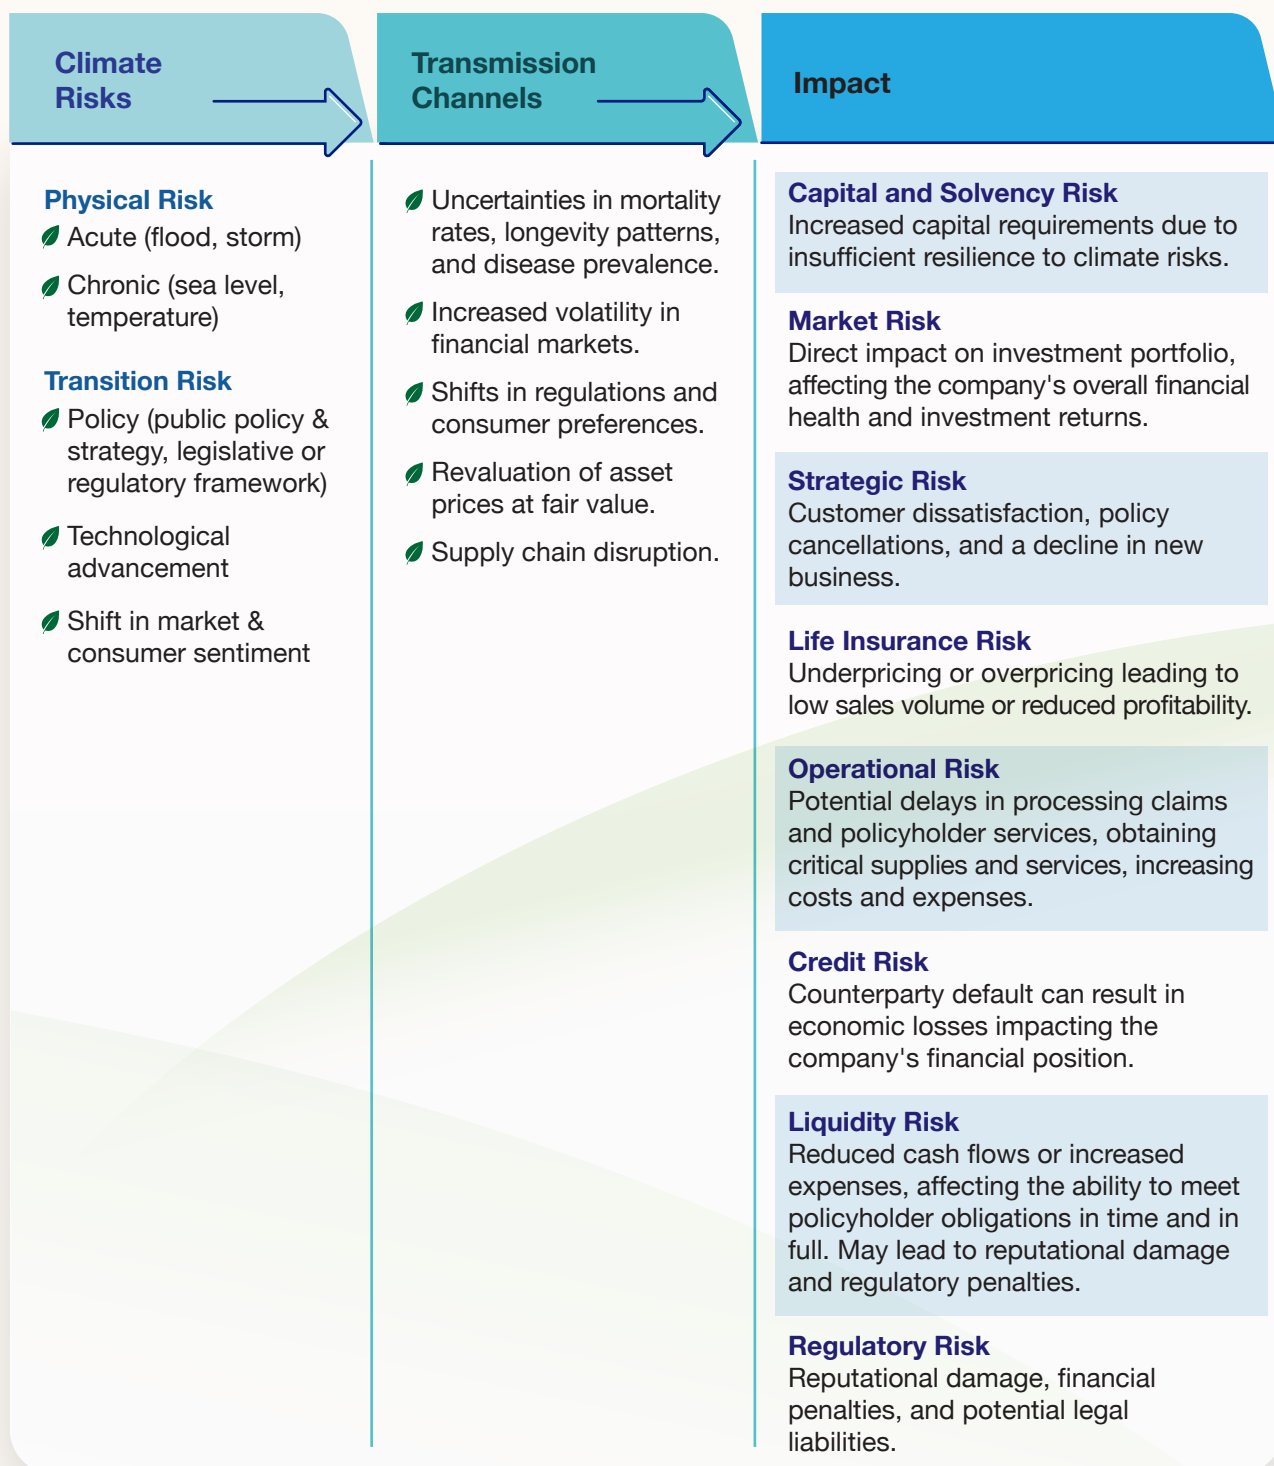 Climate
Risks
Transmission
Channels
Impact
Physical Risk
Acute (flood, storm)
Chronic (sea level,
temperature)
Transition Risk
Policy (public policy &
strategy, legislative or
regulatory framework)
Technological
advancement
Shift in market &
consumer sentiment
Uncertainties in mortality
rates, longevity patterns,
and disease prevalence.
Increased volatility in
financial markets.
Shifts in regulations and
consumer preferences.
Revaluation of asset
prices at fair value.
Supply chain disruption.
Capital and Solvency Risk
Increased capital requirements due to
insufficient resilience to climate risks.
Market Risk
Direct impact on investment portfolio,
affecting the company's overall financial
health and investment returns.
Strategic Risk
Customer dissatisfaction, policy
cancellations, and a decline in new
business.
Life Insurance Risk
Underpricing or overpricing leading to
low sales volume or reduced profitability.
Operational Risk
Potential delays in processing claims
and policyholder services, obtaining
critical supplies and services, increasing
costs and expenses.
Credit Risk
Counterparty default can result in
economic losses impacting the
company's financial position.
Liquidity Risk
Reduced cash flows or increased
expenses, affecting the ability to meet
policyholder obligations in time and in
full. May lead to reputational damage
and regulatory penalties.
Regulatory Risk
Reputational damage, financial
penalties, and potential legal
liabilities.